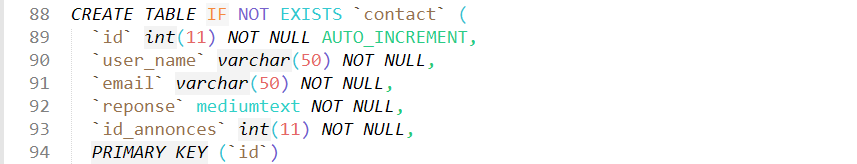 88 CREATE TABLE IF NOT EXISTS `contact` (
89 `id` int(11) NOT NULL AUTO_INCREMENT,
90 `user_name` varchar(50) NOT NULL,
91 `email` varchar(50) NOT NULL,
92 `reponse` mediumtext NOT NULL,
93 `id_annonces` int(11) NOT NULL,
94 PRIMARY KEY (`id`)